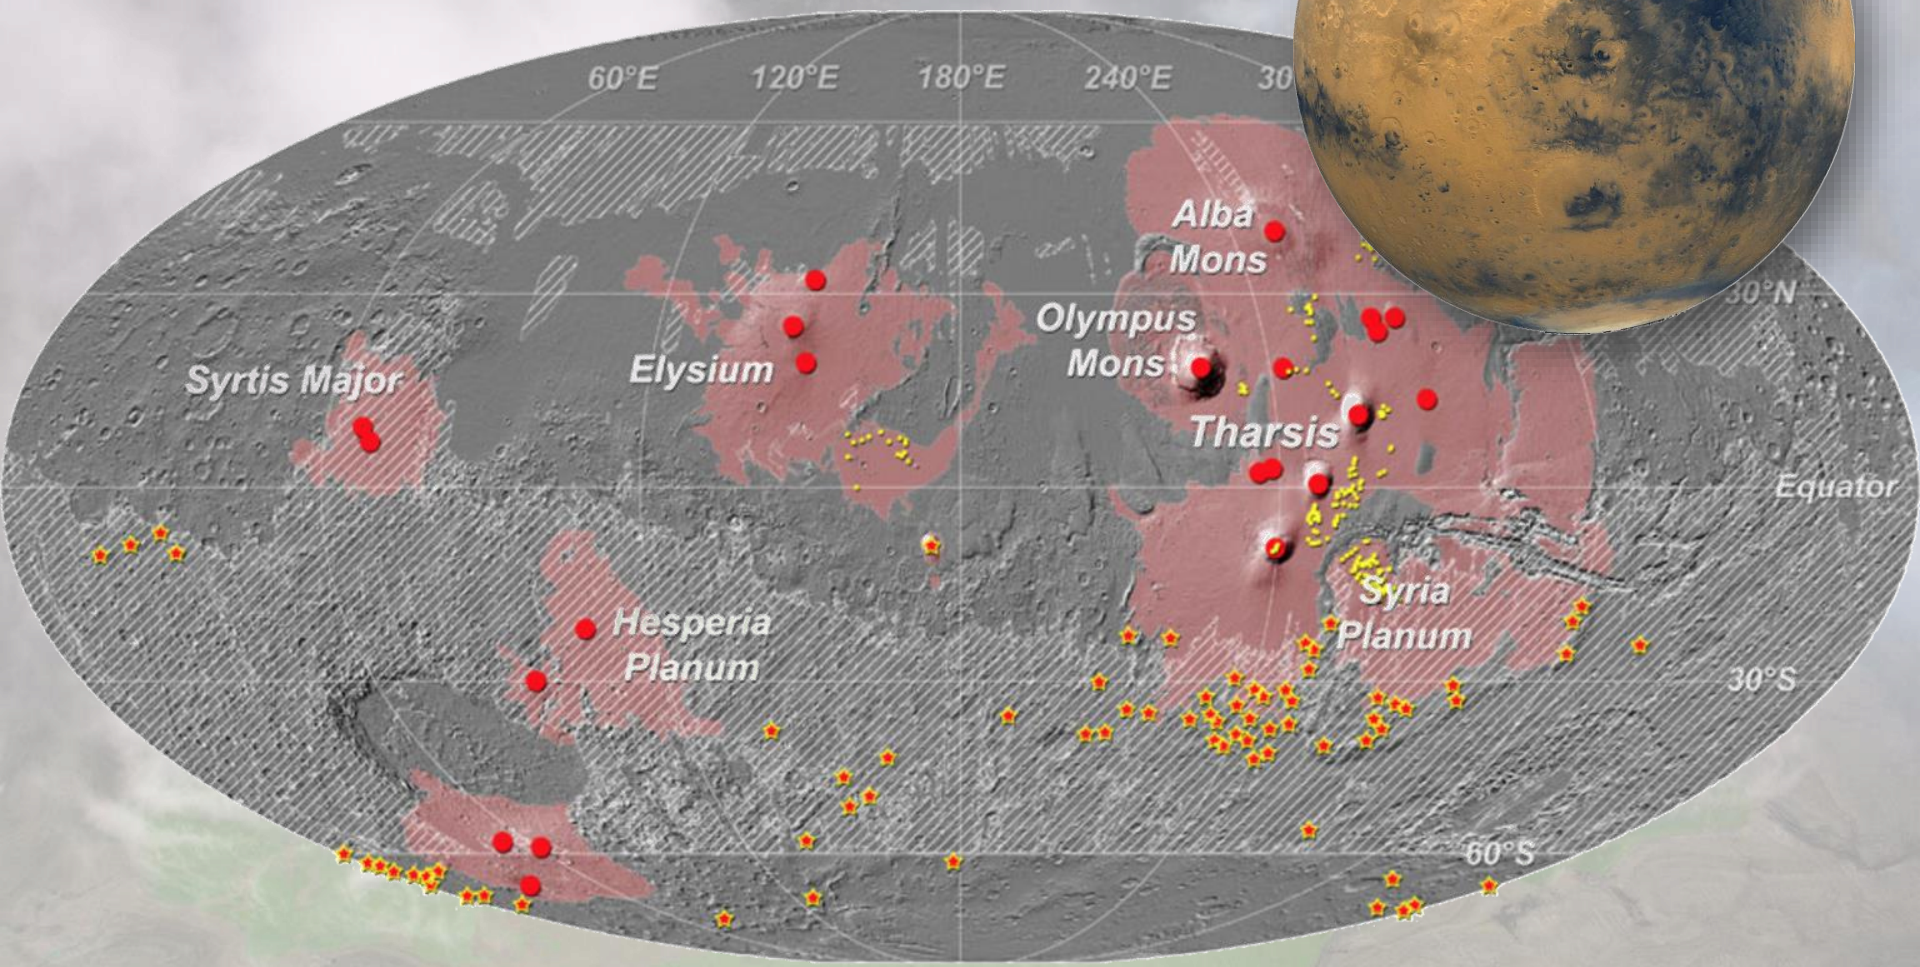 60°E 120°E 180°E 240°E 30
Alba
Mons
30°N
Olympus
Mons
Elysium
Syrtis Major
Tharsis
Equator
Syria
Planum
Hesperia
Planum
30°S
60°S